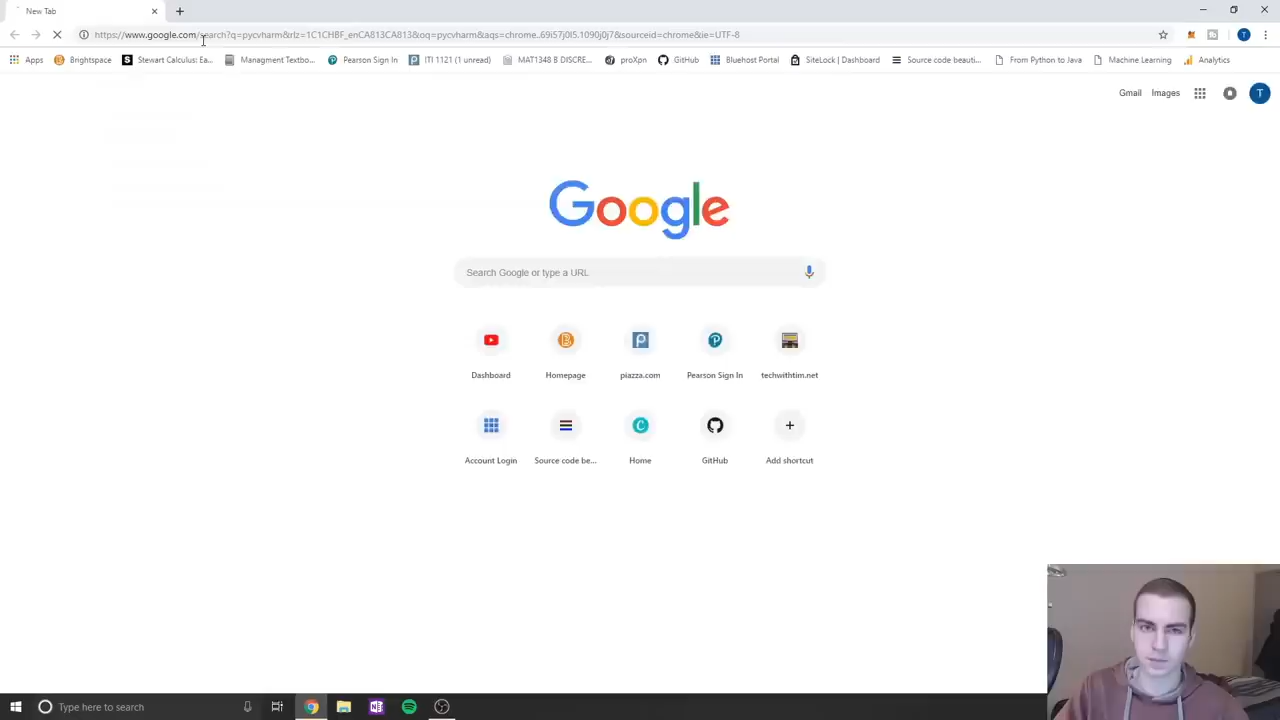 New Tab
https://www.google.com/search?q=pycvharm&rlz=1C1CHBF_enCA813CA813&oq=pycvharm&aqs=chrome..69i57j0l5.1090j0j7&sourceid=chrome&ie=UTF-8
T
Apps Brightspace Stewart Calculus: Ea... Managment Textbo... Pearson Sign In ITI 1121 (1 unread) MAT1348 B DISCRE... proXpn GitHub Bluehost Portal SiteLock | Dashboard Source code beauti... From Python to Java Machine Learning Analytics
Gmail Images T
Google
Search Google or type a URL
Dashboard Homepage piazza.com Pearson Sign In techwithtim.net
Account Login Source code be... Home GitHub Add shortcut
Type here to search